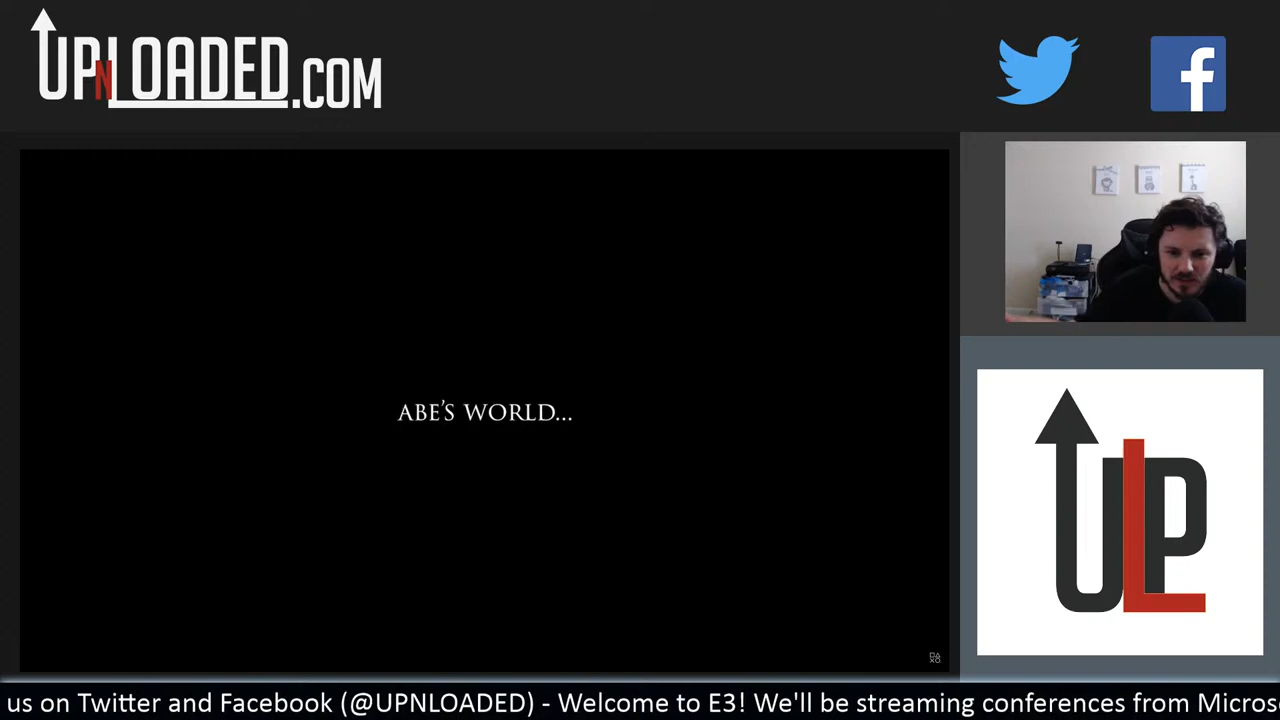 UPNLOADED.COM
ABE'S WORLD...
ULP
us on Twitter and Facebook (@UPNLOADED) - Welcome to E3! We'll be streaming conferences from Micros